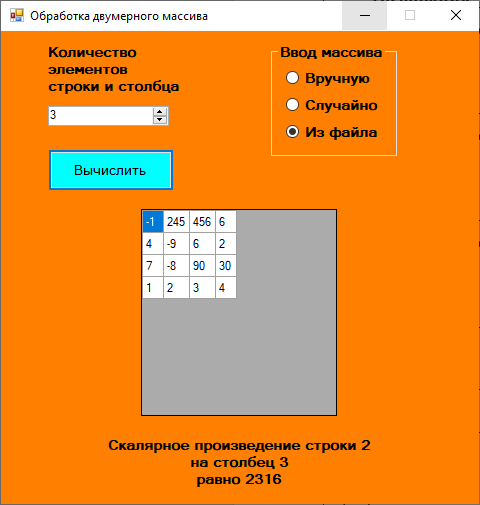 Обработка двумерного массива
Количество
элементов
строки и столбца
3
Вычислить
Ввод массива
Вручную
Случайно
Из файла
-1 245 456 6
4 -9 6 2
7 -8 90 30
1 2 3 4
Скалярное произведение строки 2
на столбец 3
равно 2316